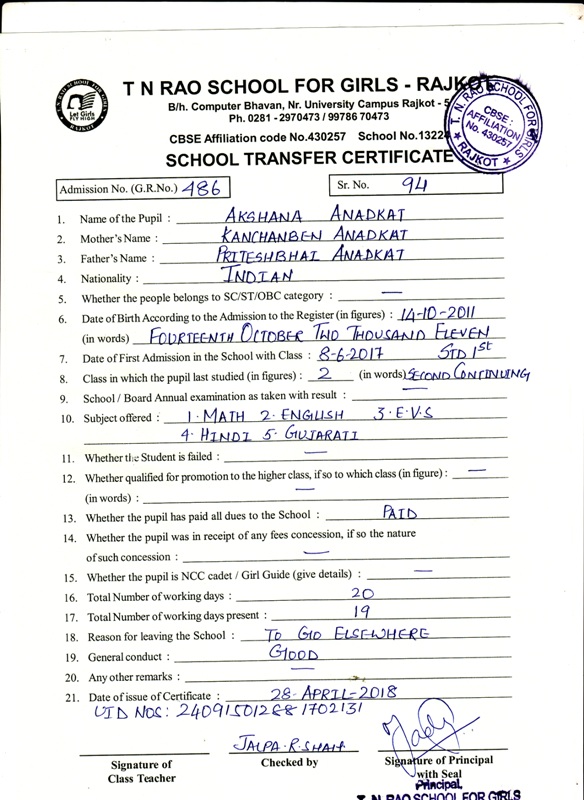 T. N. RAO SCHOOL FOR GIRLS
Let Girls
FLY HIGH
RAJKOT
T N RAO SCHOOL FOR GIRLS - RAJKOT
B/h. Computer Bhavan, Nr. University Campus Rajkot - 5
Ph. 0281 - 2970473 / 99786 70473
CBSE Affiliation code No.430257 School No.13224
T. N. RAO SCHOOL FOR GIRLS
CBSE:
AFFILIATION
No. 430257
RAJKOT
SCHOOL TRANSFER CERTIFICATE
Admission No. (G.R.No.) 486 Sr. No. 94
1. Name of the Pupil : AKSHANA ANADKAT
2. Mother's Name : KANCHANBEN ANADKAT
3. Father's Name : PRITESHBHAI ANADKAT
4. Nationality : INDIAN
5. Whether the people belongs to SC/ST/OBC category : —
6. Date of Birth According to the Admission to the Register (in figures) : 14-10-2011
(in words) FOURTEENTH OCTOBER TWO THOUSAND ELEVEN
7. Date of First Admission in the School with Class : 8-6-2017 STD 1st
8. Class in which the pupil last studied (in figures) : 2 (in words) SECOND CONTINUING
9. School / Board Annual examination as taken with result : —
10. Subject offered : 1. MATH 2. ENGLISH 3. E.V.S
4. HINDI 5. GUJARATI
11. Whether the Student is failed : —
12. Whether qualified for promotion to the higher class, if so to which class (in figure) : —
(in words) : —
13. Whether the pupil has paid all dues to the School : PAID
14. Whether the pupil was in receipt of any fees concession, if so the nature
of such concession : —
15. Whether the pupil is NCC cadet / Girl Guide (give details) : —
16. Total Number of working days : 20
17. Total Number of working days present : 19
18. Reason for leaving the School : TO GO ELSEWHERE
19. General conduct : GOOD
20. Any other remarks : —
21. Date of issue of Certificate : 28-APRIL-2018
UID NOS:
JALPA.R.SHAH
Signature of
Class Teacher
Checked by
Signature of Principal
with Seal
Principal,
T. N. RAO SCHOOL FOR GIRLS